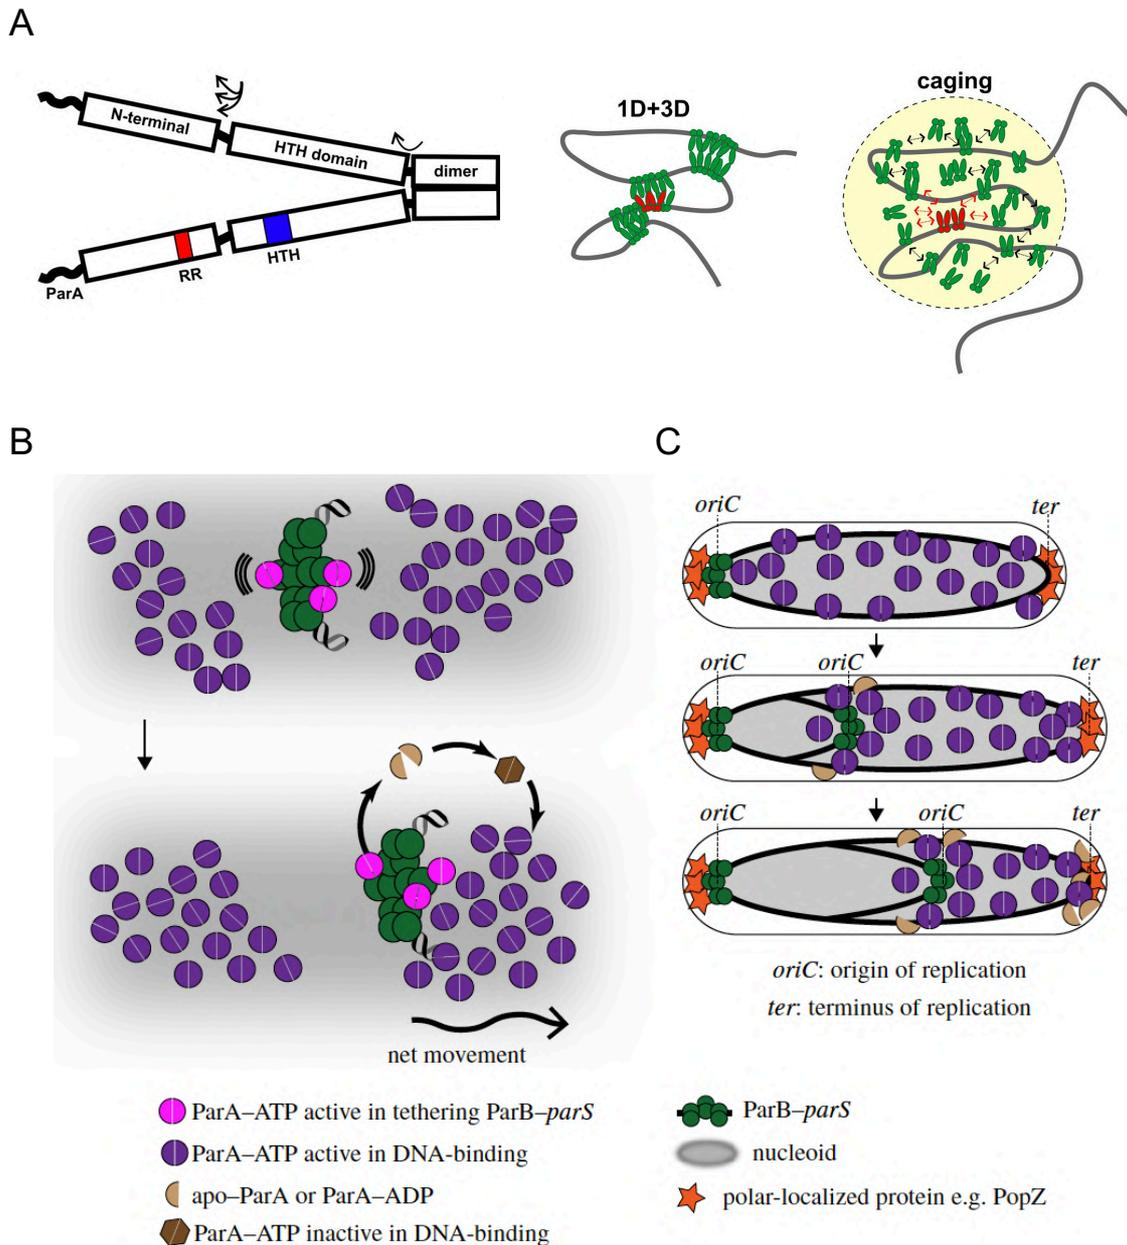 A
N-terminal
HTH domain
dimer
RR
HTH
ParA
1D+3D
caging
B
net movement
C
oriC
ter
oriC
oriC
ter
oriC
oriC
ter
oriC: origin of replication
ter: terminus of replication
ParA–ATP active in tethering ParB–parS
ParA–ATP active in DNA-binding
apo–ParA or ParA–ADP
ParA–ATP inactive in DNA-binding
ParB–parS
nucleoid
polar-localized protein e.g. PopZ